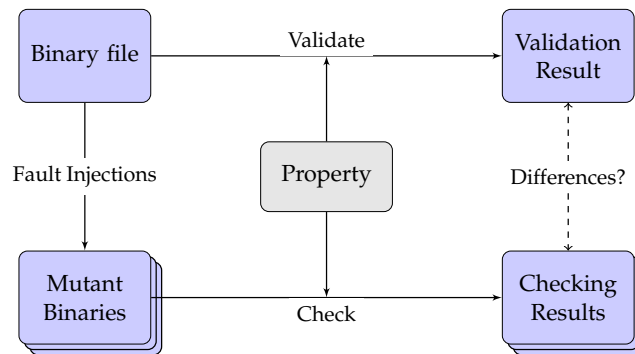 Binary file
Validate
Validation
Result
Fault Injections
Property
Differences?
Mutant
Binaries
Check
Checking
Results